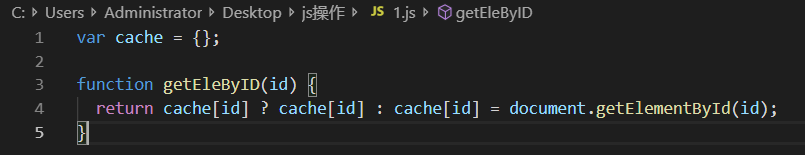 C: > Users > Administrator > Desktop > js操作 > JS 1.js > getEleByID
1 var cache = {};
2
3 function getEleByID(id) {
4   return cache[id] ? cache[id] : cache[id] = document.getElementById(id);
5 }